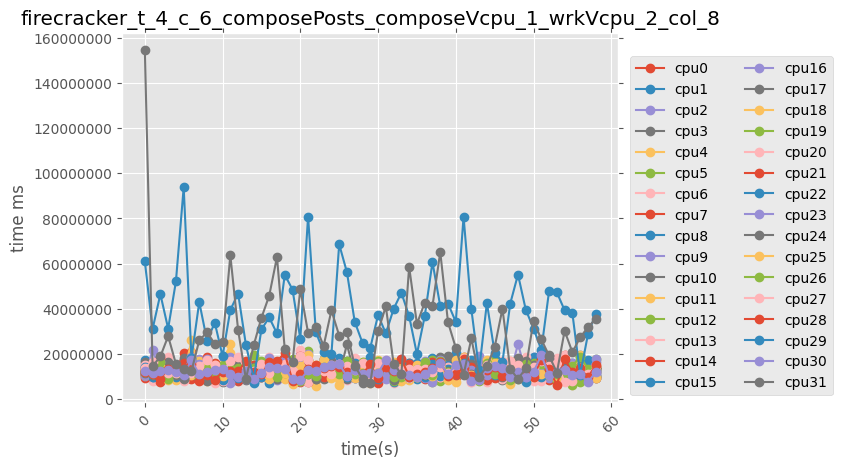 firecracker_t_4_c_6_composePosts_composeVcpu_1_wrkVcpu_2_col_8
160000000
140000000
120000000
100000000
80000000
60000000
40000000
20000000
0
time ms
0
10
20
30
40
50
60
time(s)
cpu0
cpu1
cpu2
cpu3
cpu4
cpu5
cpu6
cpu7
cpu8
cpu9
cpu10
cpu11
cpu12
cpu13
cpu14
cpu15
cpu16
cpu17
cpu18
cpu19
cpu20
cpu21
cpu22
cpu23
cpu24
cpu25
cpu26
cpu27
cpu28
cpu29
cpu30
cpu31